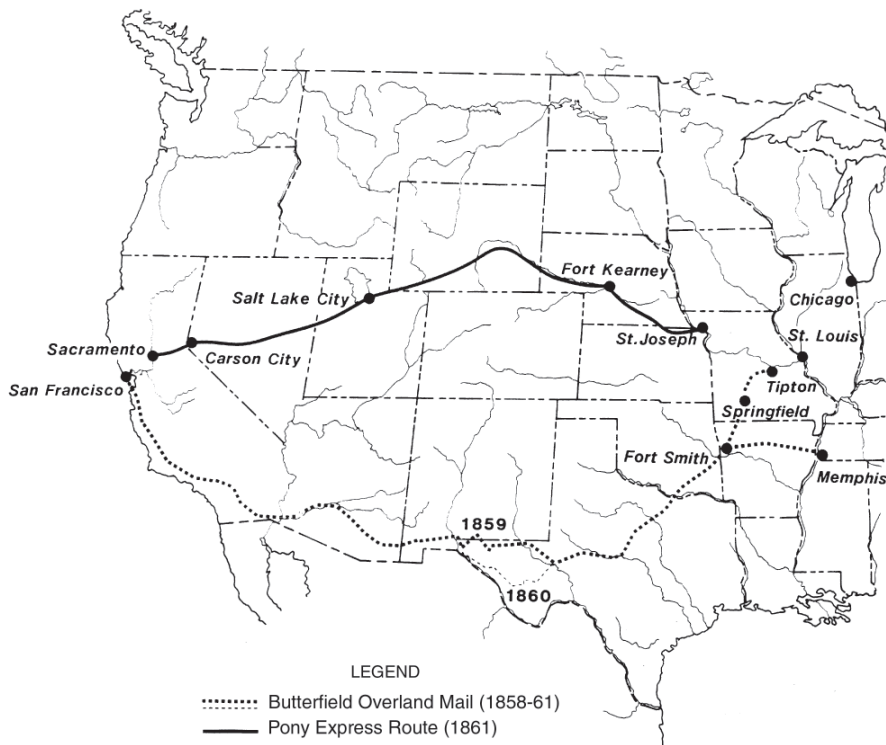 Fort Kearney
Salt Lake City
Chicago
St. Joseph
St. Louis
Sacramento
Carson City
San Francisco
Tipton
Springfield
Fort Smith
Memphis
1859
1860
LEGEND
Butterfield Overland Mail (1858-61)
Pony Express Route (1861)